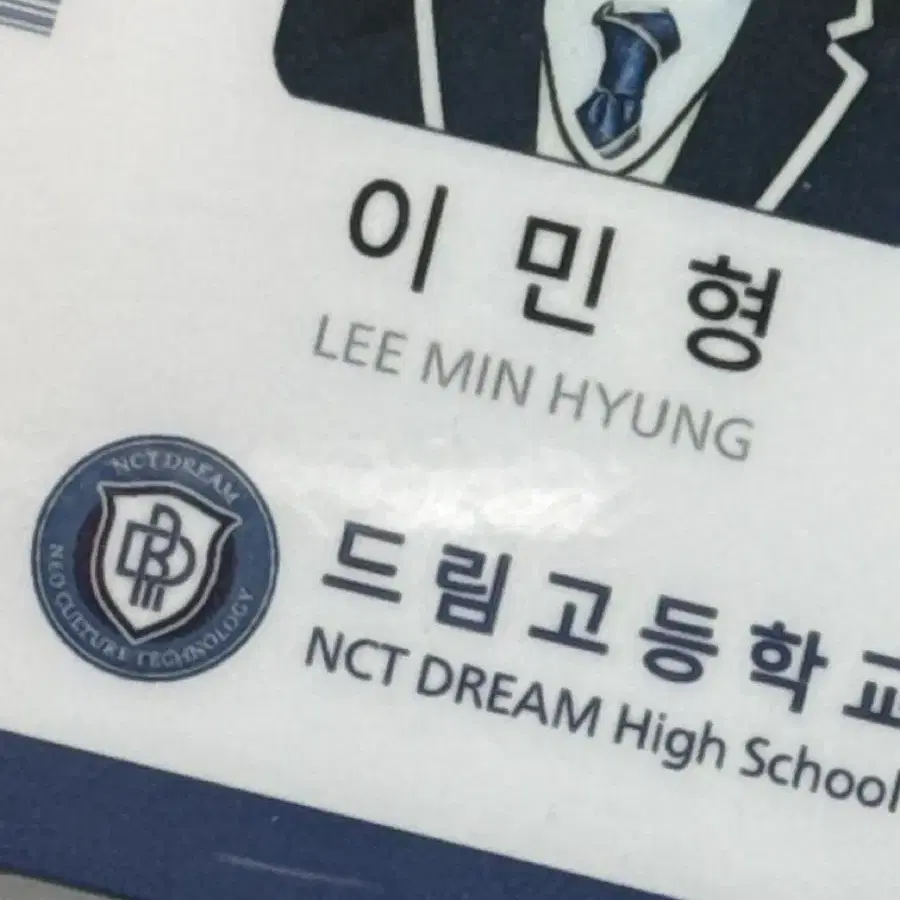 이 민 형
LEE MIN HYUNG
NCT DREAM
NEO CULTURE TECHNOLOGY
드림고등학교
NCT DREAM High School